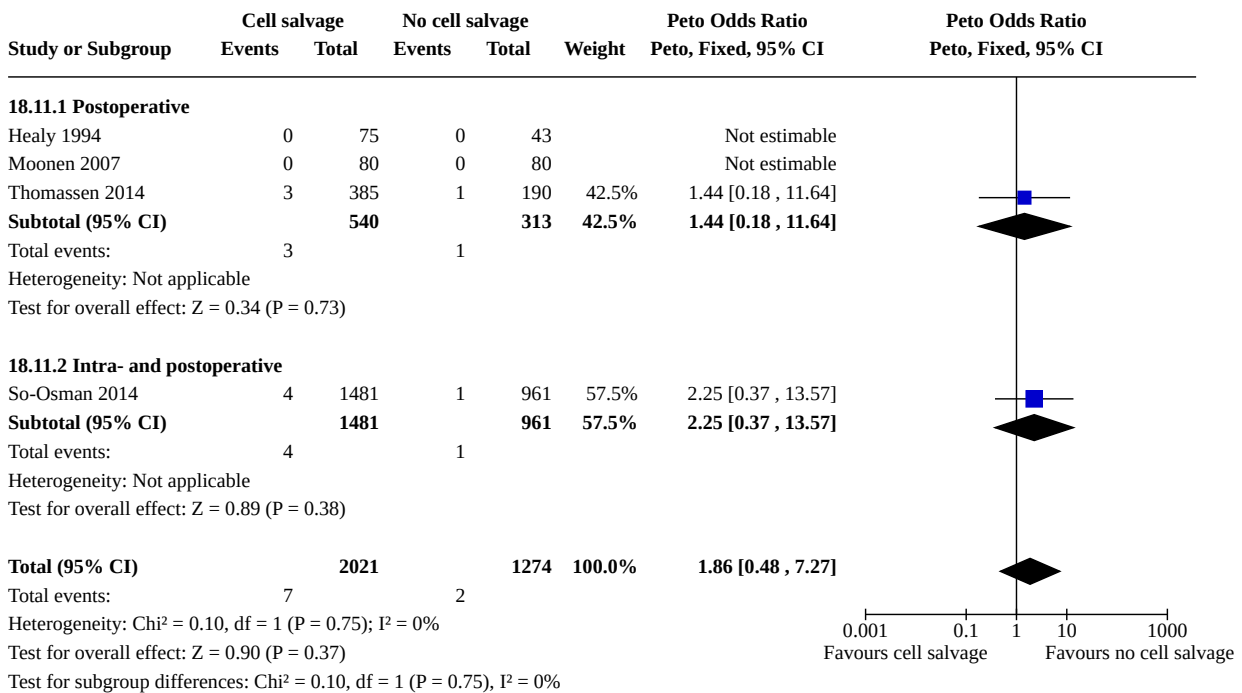 Cell salvage No cell salvage Peto Odds Ratio Peto Odds Ratio
Study or Subgroup Events Total Events Total Weight Peto, Fixed, 95% CI Peto, Fixed, 95% CI
18.11.1 Postoperative
Healy 1994 0 75 0 43 Not estimable
Moonen 2007 0 80 0 80 Not estimable
Thomassen 2014 3 385 1 190 42.5% 1.44 [0.18 , 11.64]
Subtotal (95% CI) 540 313 42.5% 1.44 [0.18 , 11.64]
Total events: 3 1
Heterogeneity: Not applicable
Test for overall effect: Z = 0.34 (P = 0.73)
18.11.2 Intra- and postoperative
So-Osman 2014 4 1481 1 961 57.5% 2.25 [0.37 , 13.57]
Subtotal (95% CI) 1481 961 57.5% 2.25 [0.37 , 13.57]
Total events: 4 1
Heterogeneity: Not applicable
Test for overall effect: Z = 0.89 (P = 0.38)
Total (95% CI) 2021 1274 100.0% 1.86 [0.48 , 7.27]
Total events: 7 2
Heterogeneity: Chi² = 0.10, df = 1 (P = 0.75); I² = 0%
0.001 0.1 1 10 1000
Test for overall effect: Z = 0.90 (P = 0.37) Favours cell salvage Favours no cell salvage
Test for subgroup differences: Chi² = 0.10, df = 1 (P = 0.75), I² = 0%